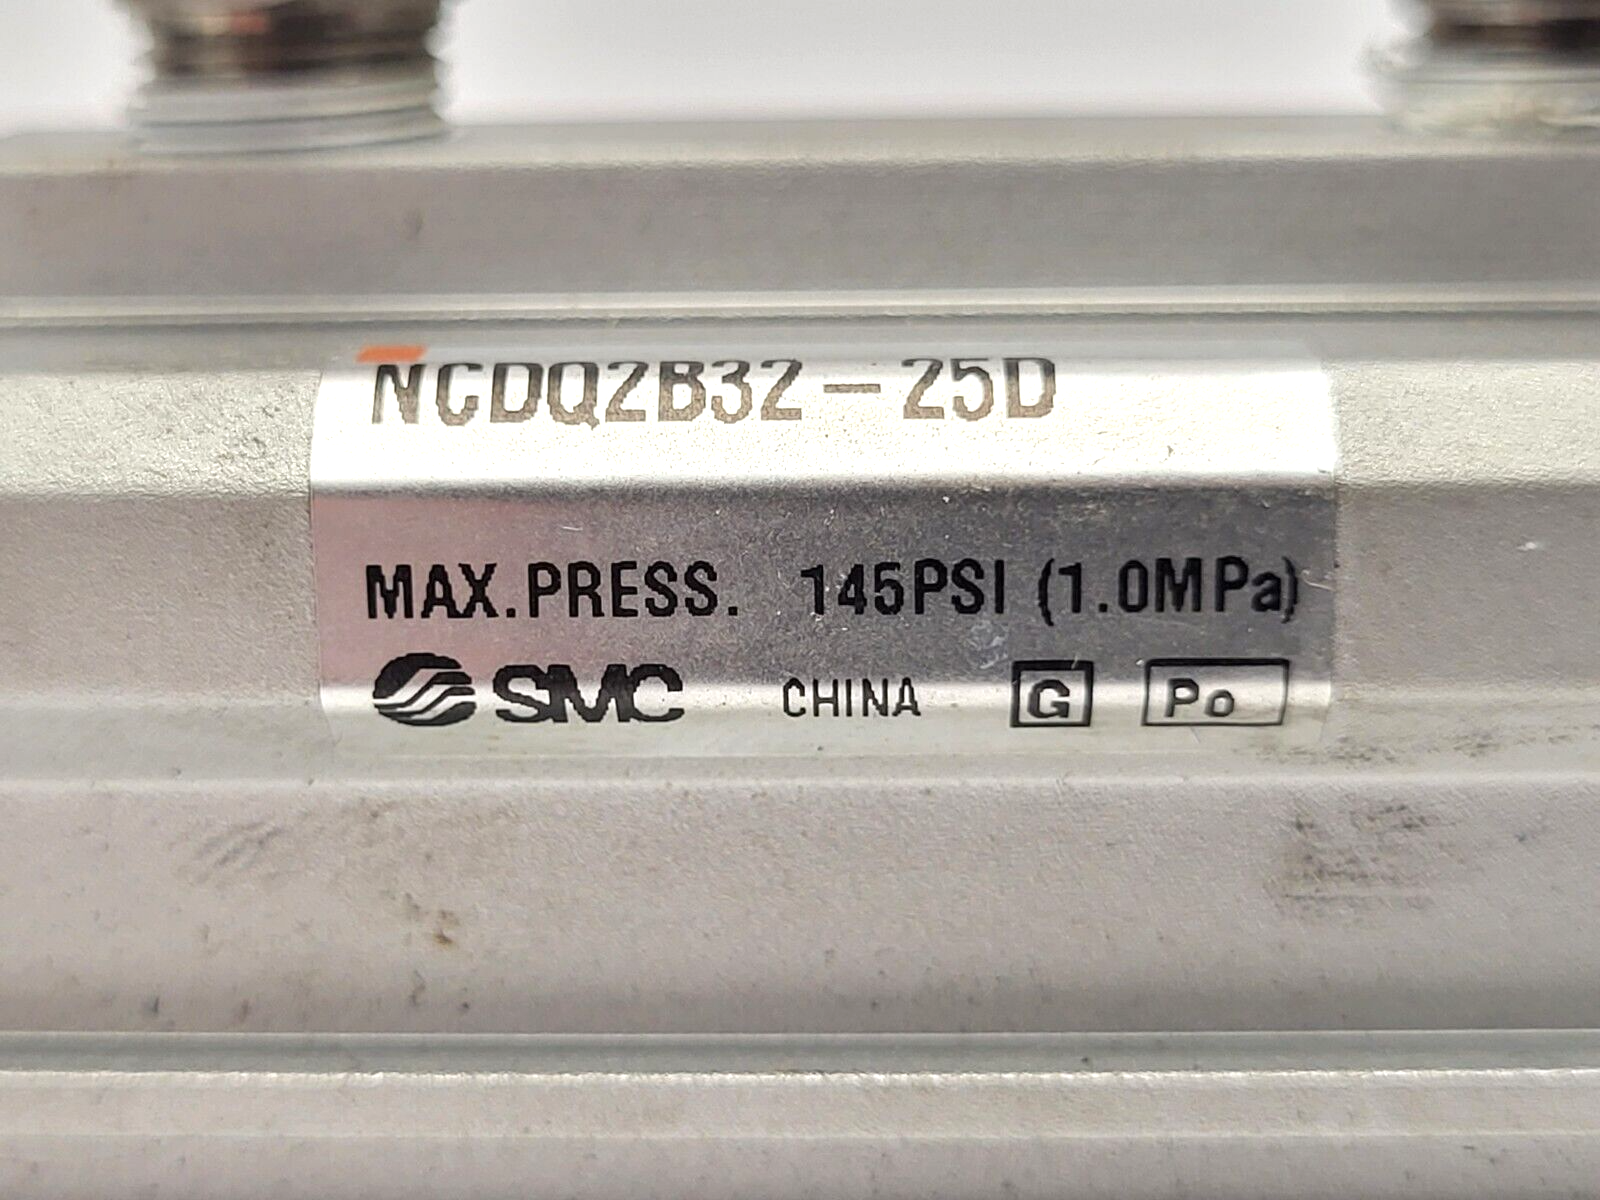 NCDQ2B32-25D
MAX.PRESS. 145PSI (1.0MPa)
SMC CHINA G Po